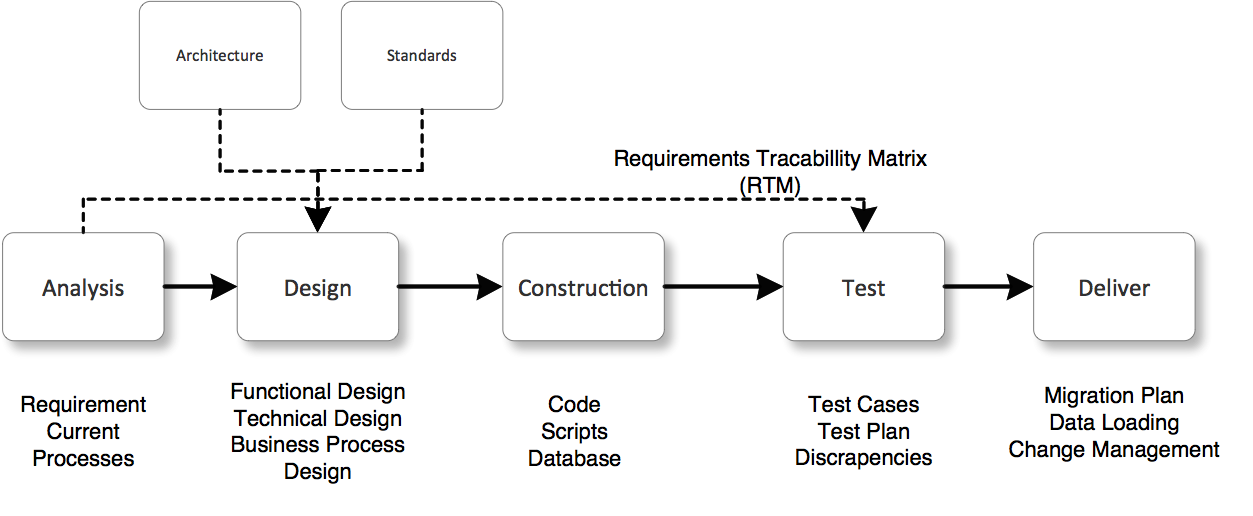 Architecture
Standards
Requirements Tracabillity Matrix
(RTM)
Analysis
Design
Construction
Test
Deliver
Requirement
Current
Processes
Functional Design
Technical Design
Business Process
Design
Code
Scripts
Database
Test Cases
Test Plan
Discrapencies
Migration Plan
Data Loading
Change Management